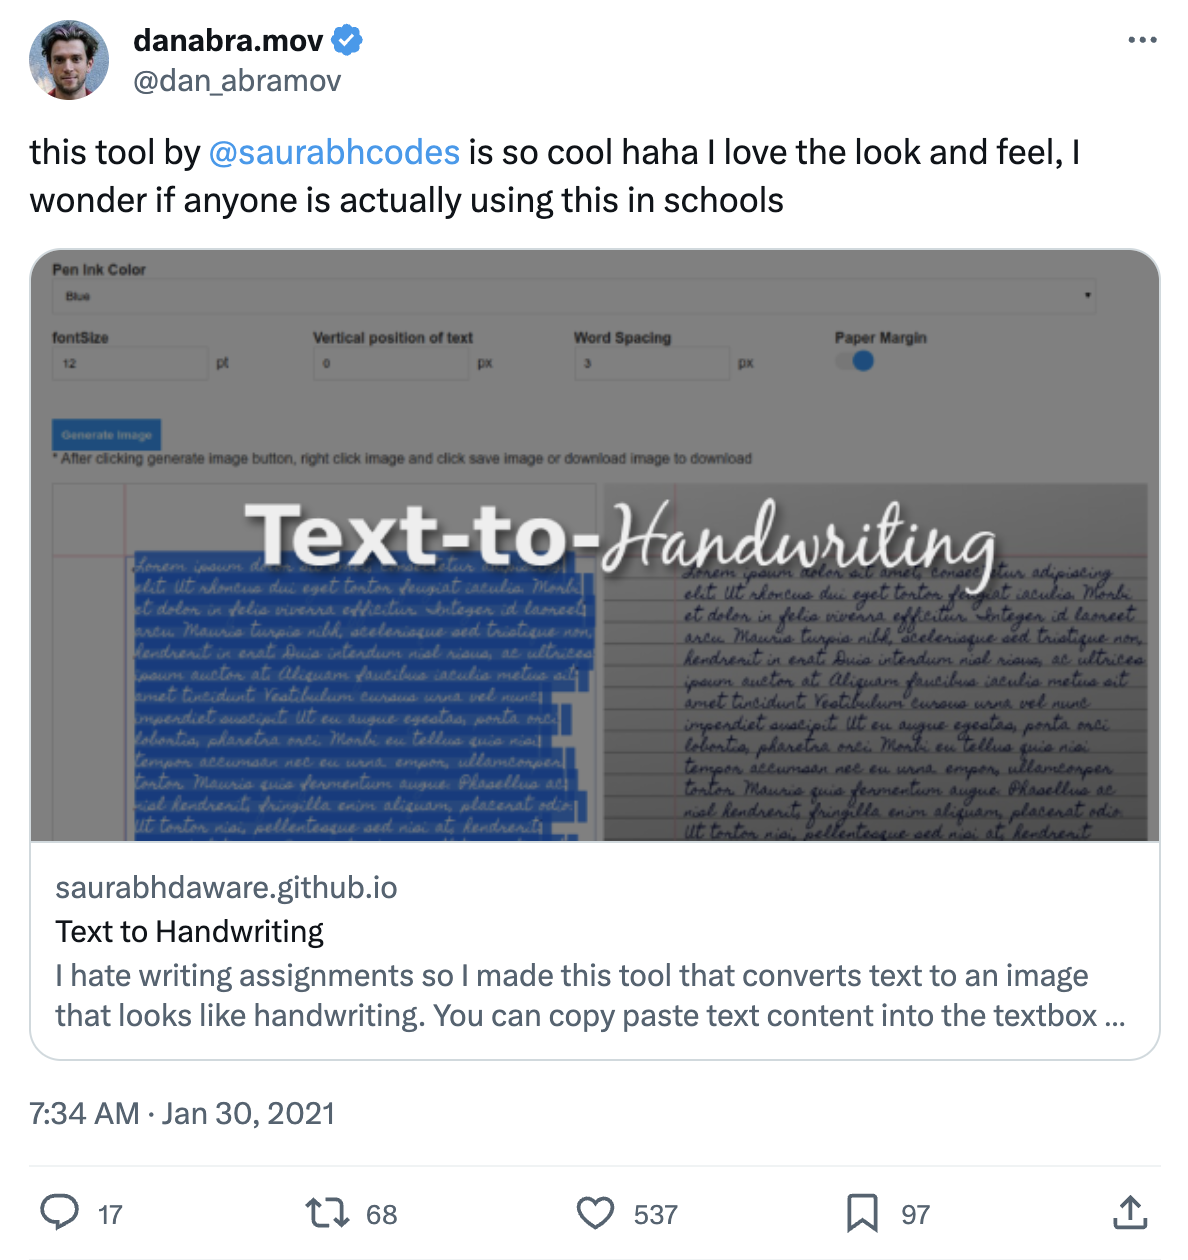 danabra.mov
@dan_abramov
this tool by @saurabhcodes is so cool haha I love the look and feel, I
wonder if anyone is actually using this in schools
Pen Ink Color
Blue
fontSize Vertical position of text Word Spacing Paper Margin
12 pt 0 px 3 px
Generate image
* After clicking generate image button, right click image and click save image or download image to download
Text-to-Handwriting
Lorem ipsum dolor sit amet, consectetur adipiscing
elit. Ut rhoncus dui eget tortor feugiat iaculis. Morbi
et dolor in felis viverra efficitur. Integer id laoreet
arcu. Mauris turpis nibh, scelerisque sed tristique non,
hendrerit in erat. Duis interdum nisl risus, ac ultrices
ipsum auctor at. Aliquam faucibus iaculis metus sit
amet tincidunt. Vestibulum cursus urna vel nunc
imperdiet suscipit. Ut eu augue egestas, porta orci
lobortis, pharetra orci. Morbi eu tellus quis nisi
tempor accumsan nec eu urna. empor, ullamcorper
tortor. Mauris quis fermentum augue. Phasellus ac
nisl hendrerit, fringilla enim aliquam, placerat odio.
Ut tortor nisi, pellentesque sed nisi at, hendrerit
Lorem ipsum dolor sit amet, consectetur adipiscing
elit. Ut rhoncus dui eget tortor feugiat iaculis. Morbi
et dolor in felis viverra efficitur. Integer id laoreet
arcu. Mauris turpis nibh, scelerisque sed tristique non,
hendrerit in erat. Duis interdum nisl risus, ac ultrices
ipsum auctor at. Aliquam faucibus iaculis metus sit
amet tincidunt. Vestibulum cursus urna vel nunc
imperdiet suscipit. Ut eu augue egestas, porta orci
lobortis, pharetra orci. Morbi eu tellus quis nisi
tempor accumsan nec eu urna. empor, ullamcorper
tortor. Mauris quis fermentum augue. Phasellus ac
nisl hendrerit, fringilla enim aliquam, placerat odio.
Ut tortor nisi, pellentesque sed nisi at, hendrerit
saurabhdaware.github.io
Text to Handwriting
I hate writing assignments so I made this tool that converts text to an image
that looks like handwriting. You can copy paste text content into the textbox ...
7:34 AM · Jan 30, 2021
17 68 537 97